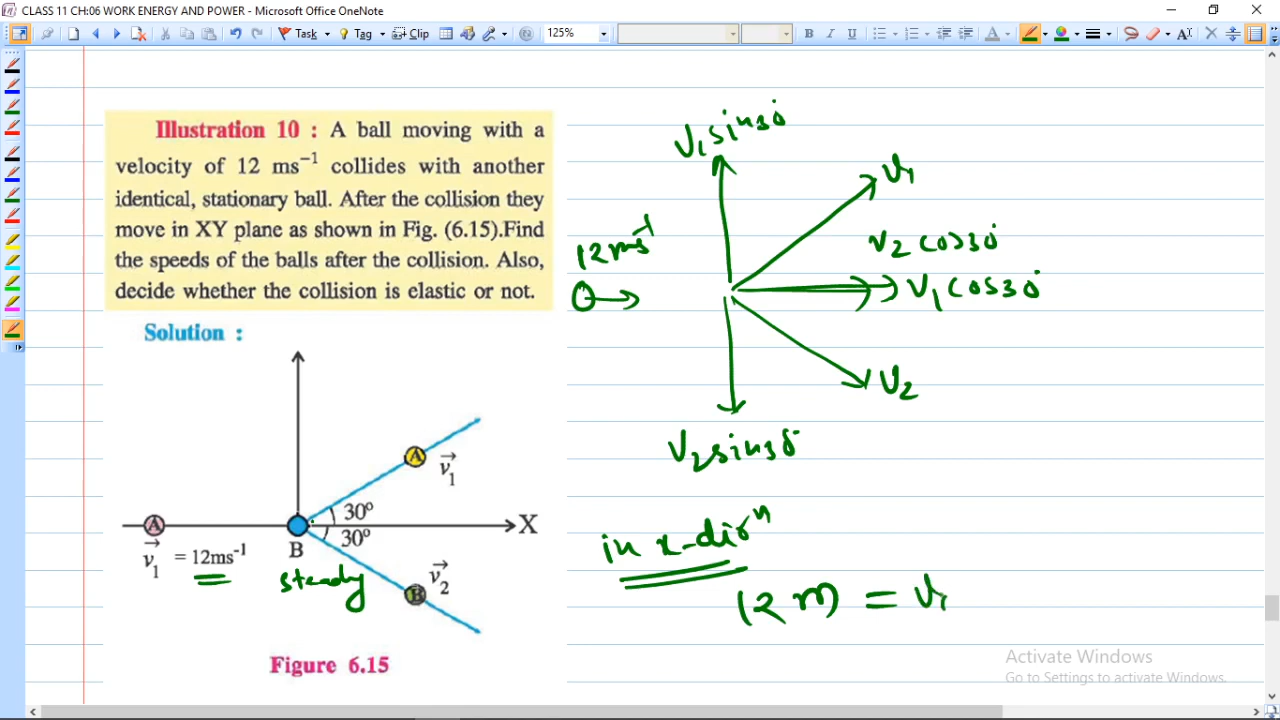 CLASS 11 CH:06 WORK ENERGY AND POWER - Microsoft Office OneNote
Task Tag Clip 125% B I U
Illustration 10 : A ball moving with a
velocity of 12 ms⁻¹ collides with another
identical, stationary ball. After the collision they
move in XY plane as shown in Fig. (6.15).Find
the speeds of the balls after the collision. Also,
decide whether the collision is elastic or not.
Solution :
A
v₁
30°
X
A
B
30°
v₁ = 12ms⁻¹
steady
B
v₂
Figure 6.15
V₁sin30°
V₁
12ms⁻¹
V₂ cos30°
V₁cos30°
V₂
V₂sin30°
in x-dirⁿ
12 m = V₁
Activate Windows
Go to Settings to activate Windows.